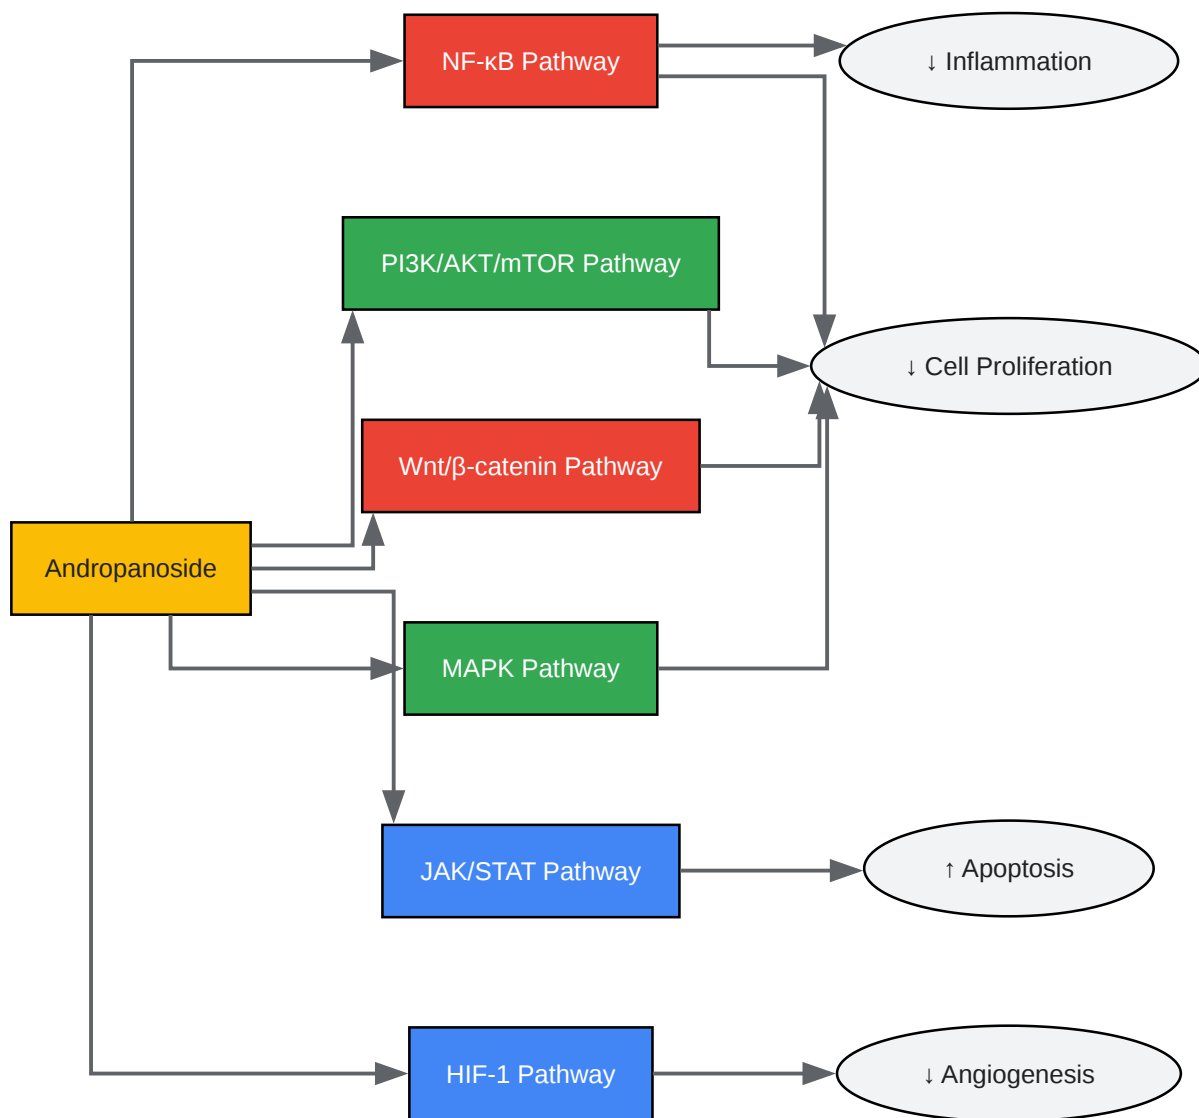 NF-κB Pathway
↓ Inflammation
PI3K/AKT/mTOR Pathway
↓ Cell Proliferation
Wnt/β-catenin Pathway
Andropanoside
MAPK Pathway
JAK/STAT Pathway
↑ Apoptosis
HIF-1 Pathway
↓ Angiogenesis